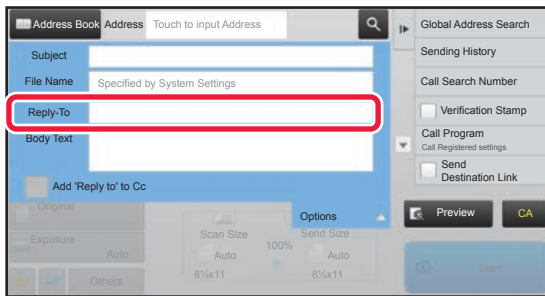 Address Book Address Touch to input Address
Subject
File Name Specified by System Settings
Reply-To
Body Text
Add 'Reply to' to Cc
Options
Original
Exposure
Auto
Others
Scan Size
Auto
8½x11
100%
Send Size
Auto
8½x11
Global Address Search
Sending History
Call Search Number
Verification Stamp
Call Program
Call Registered settings
Send
Destination Link
Preview
CA
Start